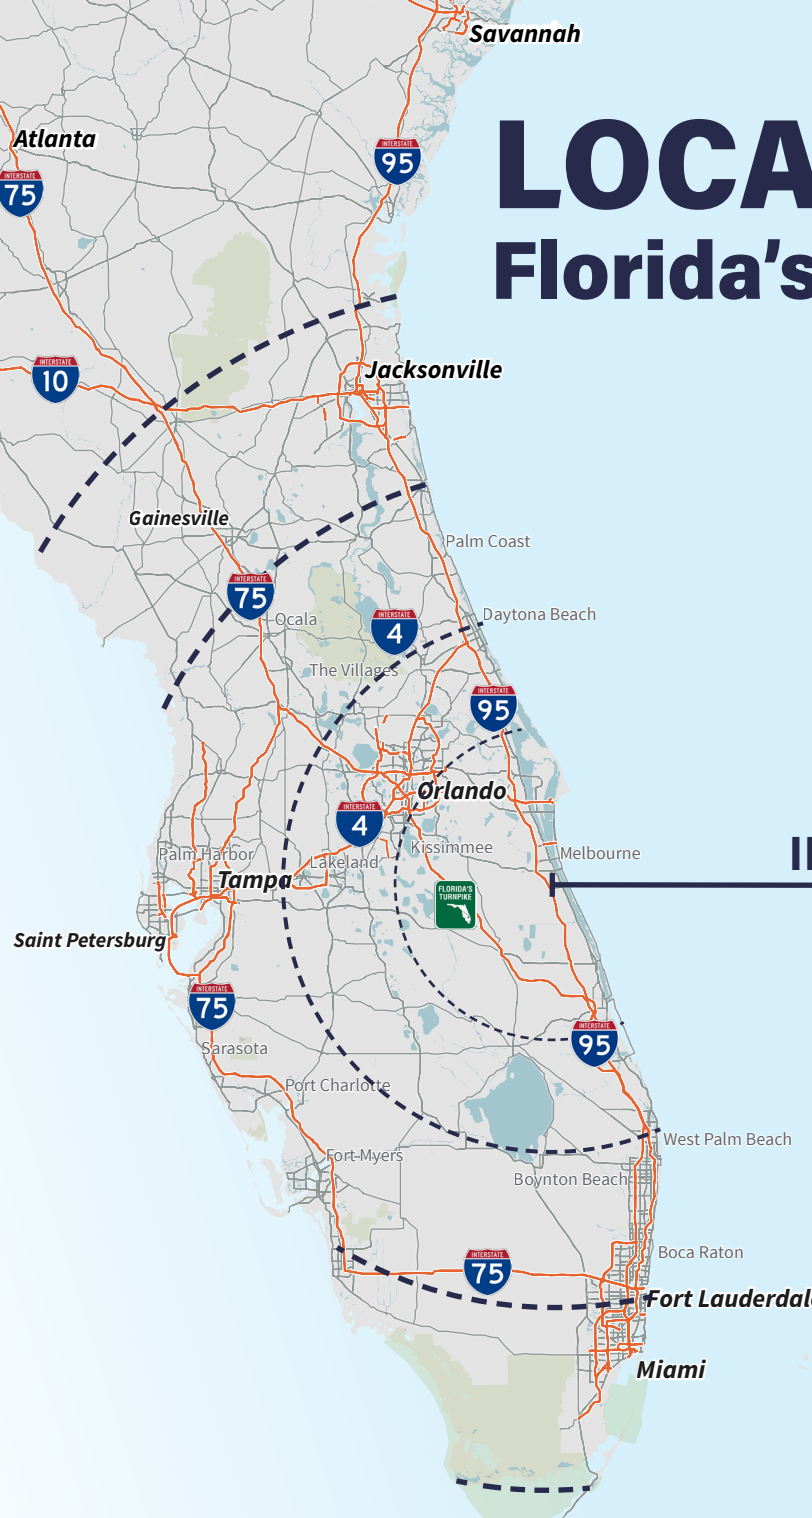 Savannah
LOCA
Atlanta
INTERSTATE
95
INTERSTATE
75
Florida's
INTERSTATE
10
Jacksonville
Gainesville
Palm Coast
INTERSTATE
75
Ocala
INTERSTATE
4
Daytona Beach
The Villages
INTERSTATE
95
Orlando
INTERSTATE
4
Kissimmee
Palm Harbor
Lakeland
Melbourne
Tampa
FLORIDA'S
TURNPIKE
Saint Petersburg
INTERSTATE
75
INTERSTATE
95
Sarasota
Port Charlotte
West Palm Beach
Fort Myers
Boynton Beach
Boca Raton
INTERSTATE
75
Fort Lauderdal
Miami